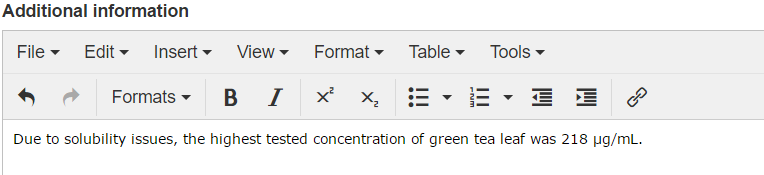 Additional information
File Edit Insert View Format Table Tools
Formats B I x² x₂
Due to solubility issues, the highest tested concentration of green tea leaf was 218 µg/mL.